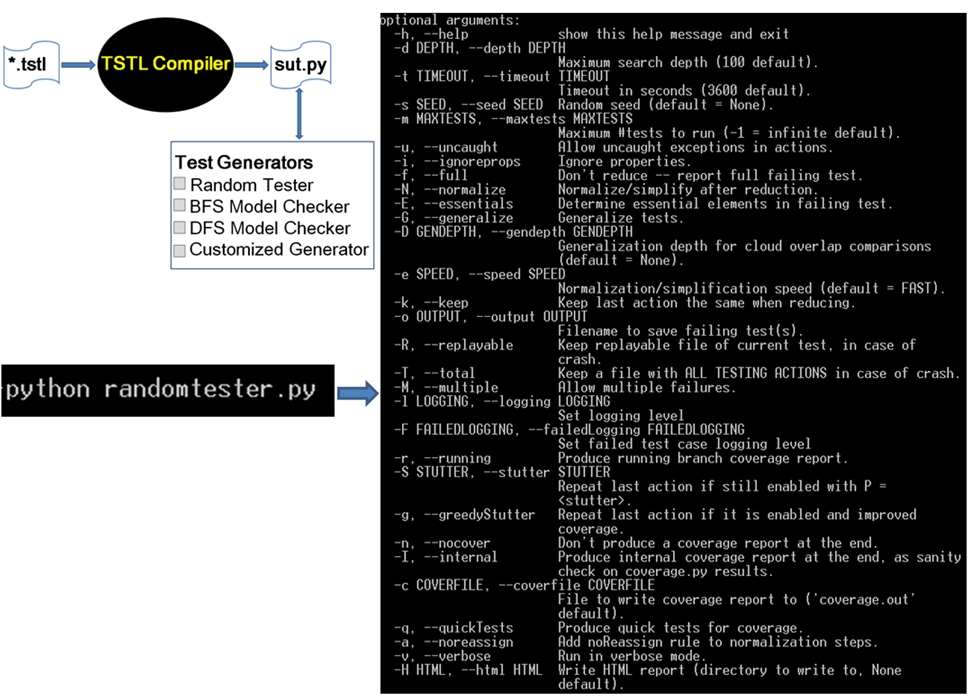 *.tstl
TSTL Compiler
sut.py
Test Generators
Random Tester
BFS Model Checker
DFS Model Checker
Customized Generator
python randomtester.py
optional arguments:
-h, --help show this help message and exit
-d DEPTH, --depth DEPTH
Maximum search depth (100 default).
-t TIMEOUT, --timeout TIMEOUT
Timeout in seconds (3600 default).
-s SEED, --seed SEED Random seed (default = None).
-m MAXTESTS, --maxtests MAXTESTS
Maximum #tests to run (-1 = infinite default).
-u, --uncaught Allow uncaught exceptions in actions.
-i, --ignoreprops Ignore properties.
-f, --full Don't reduce -- report full failing test.
-N, --normalize Normalize/simplify after reduction.
-E, --essentials Determine essential elements in failing test.
-G, --generalize Generalize tests.
-D GENDEPTH, --gendepth GENDEPTH
Generalization depth for cloud overlap comparisons
(default = None).
-e SPEED, --speed SPEED
Normalization/simplification speed (default = FAST).
-k, --keep Keep last action the same when reducing.
-o OUTPUT, --output OUTPUT
Filename to save failing test(s).
-R, --replayable Keep replayable file of current test, in case of
crash.
-T, --total Keep a file with ALL TESTING ACTIONS in case of crash.
-M, --multiple Allow multiple failures.
-l LOGGING, --logging LOGGING
Set logging level
-F FAILEDLOGGING, --failedLogging FAILEDLOGGING
Set failed test case logging level
-r, --running Produce running branch coverage report.
-S STUTTER, --stutter STUTTER
Repeat last action if still enabled with P =
<stutter>.
-g, --greedyStutter Repeat last action if it is enabled and improved
coverage.
-n, --nocover Don't produce a coverage report at the end.
-I, --internal Produce internal coverage report at the end, as sanity
check on coverage.py results.
-c COVERFILE, --coverfile COVERFILE
File to write coverage report to ('coverage.out'
default).
-q, --quickTests Produce quick tests for coverage.
-a, --noreassign Add noReassign rule to normalization steps.
-v, --verbose Run in verbose mode.
-H HTML, --html HTML Write HTML report (directory to write to, None
default).